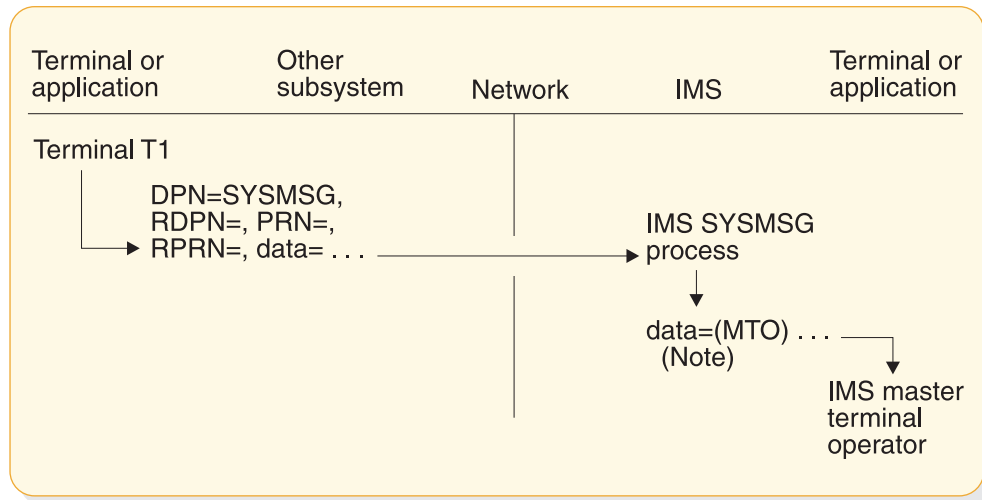 Terminal or
application
Other
subsystem
Network
IMS
Terminal or
application
Terminal T1
DPN=SYSMSG,
RDPN=, PRN=,
RPRN=, data= . . .
IMS SYSMSG
process
data=(MTO) . . .
(Note)
IMS master
terminal
operator